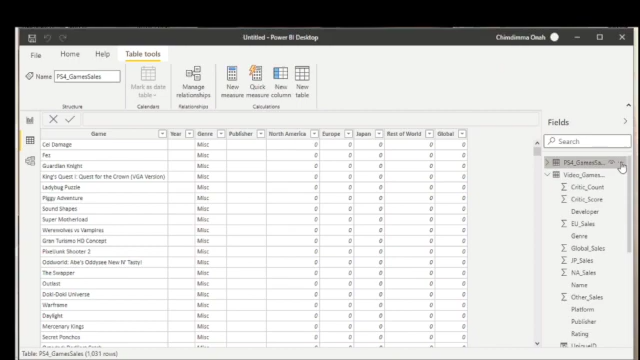 Untitled - Power BI Desktop
Chimdimma Onah
File Home Help Table tools
Name PS4_GamesSales
Mark as date table
Manage relationships
New measure Quick measure New column New table
Structure Calendars Relationships Calculations
Fields
Search
Game Year Genre Publisher North America Europe Japan Rest of World Global
Cel Damage Misc 0 0 0 0 0
Fez Misc 0 0 0 0 0
Guardian Knight Misc 0 0 0 0 0
King's Quest I: Quest for the Crown (VGA Version) Misc 0 0 0 0 0
Ladybug Puzzle Misc 0 0 0 0 0
Piggy Adventure Misc 0 0 0 0 0
Sound Shapes Misc 0 0 0 0 0
Super Motherload Misc 0 0 0 0 0
Werewolves vs Vampires Misc 0 0 0 0 0
Gran Turismo HD Concept Misc 0 0 0 0 0
PixelJunk Shooter 2 Misc 0 0 0 0 0
Oddworld: Abe's Oddysee New N' Tasty! Misc 0 0 0 0 0
The Swapper Misc 0 0 0 0 0
Outlast Misc 0 0 0 0 0
Doki-Doki Universe Misc 0 0 0 0 0
Warframe Misc 0 0 0 0 0
Daylight Misc 0 0 0 0 0
Mercenary Kings Misc 0 0 0 0 0
Secret Ponchos Misc 0 0 0 0 0
PS4_GamesSa...
Video_Games...
Critic_Count
Critic_Score
Developer
EU_Sales
Genre
Global_Sales
JP_Sales
NA_Sales
Name
Other_Sales
Platform
Publisher
Rating
UniqueID
Table: PS4_GamesSales (1,031 rows)